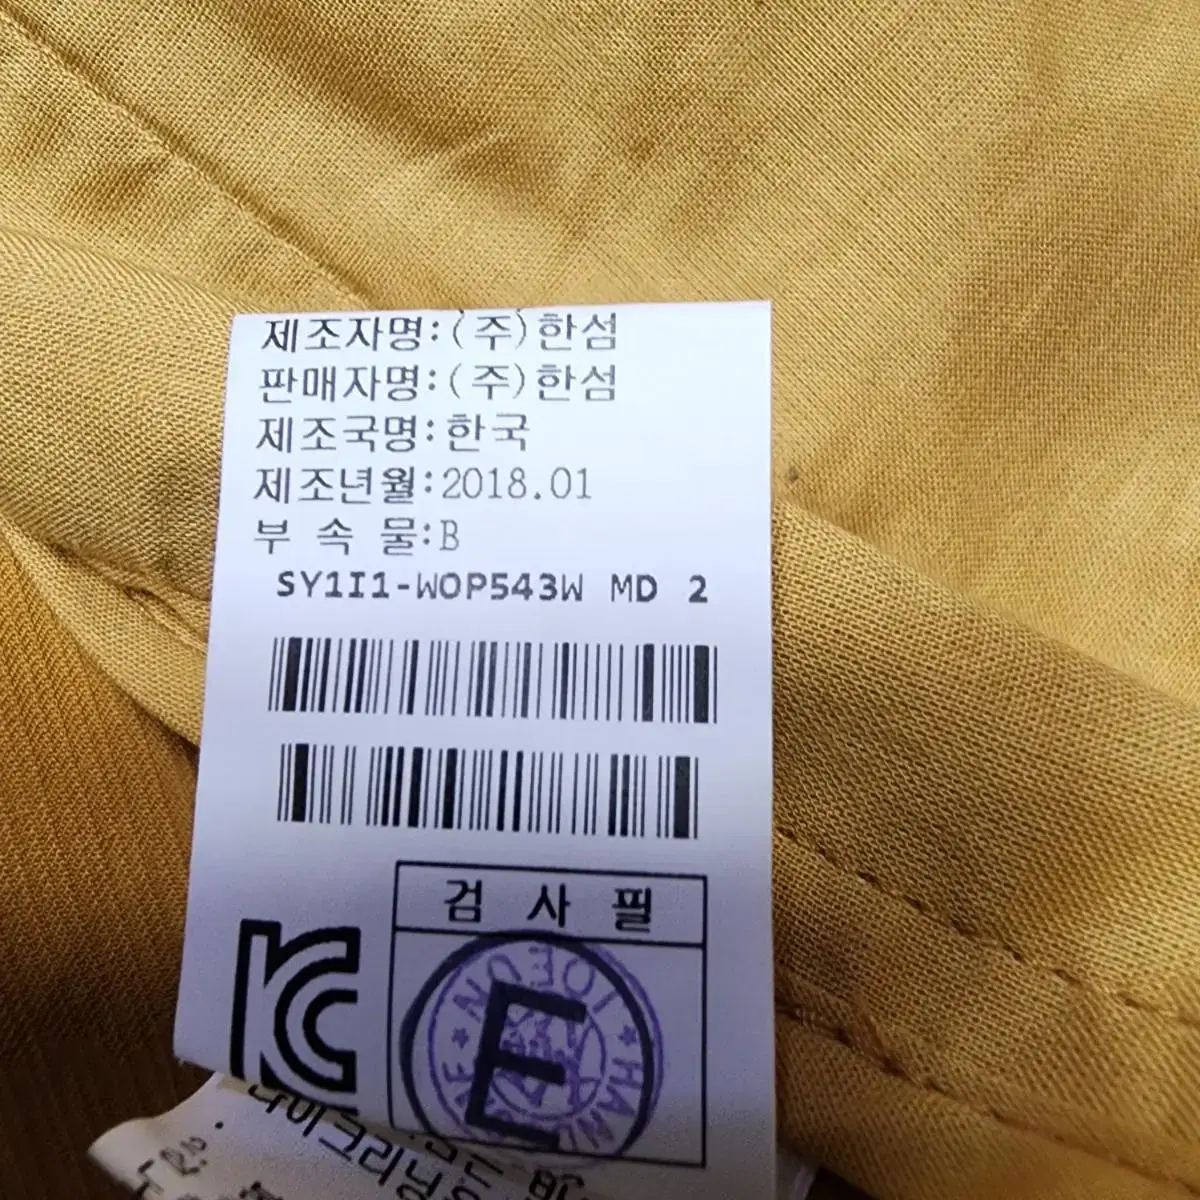 제조자명:(주)한섬
판매자명:(주)한섬
제조국명:한국
제조년월:2018.01
부 속 물:B
SY1I1-WOP543W MD 2
검 사 필
KC
E